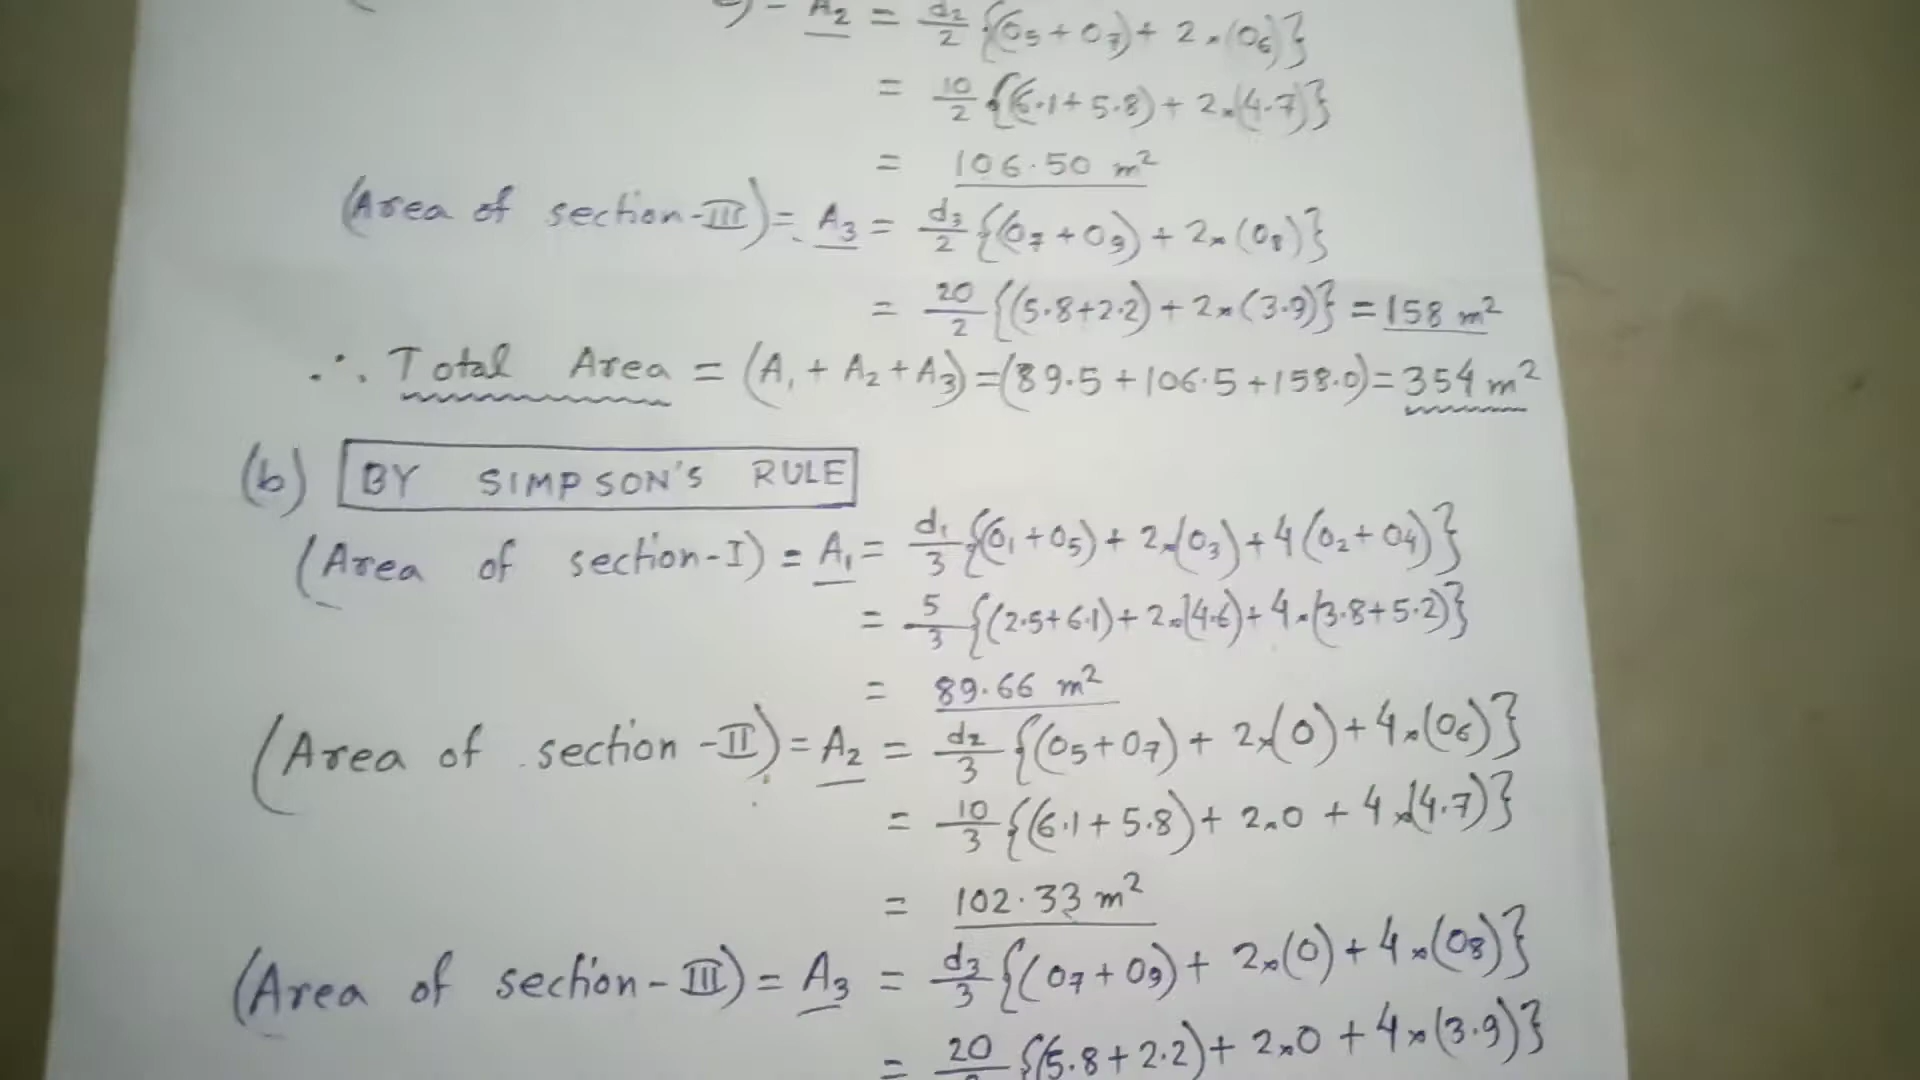 A2 = d2/2 {(O5+O7)+ 2×(O6)}
= 10/2 {(6.1+5.8)+ 2×(4.7)}
= 106.50 m²
(Area of section-III) = A3 = d3/2 {(O7+O9)+ 2×(O8)}
= 20/2 {(5.8+2.2)+2×(3.9)} = 158 m²
∴ Total Area = (A1+A2+A3)=(89.5+106.5+158.0)=354 m²
(b) BY SIMPSON'S RULE
(Area of section-I) = A1 = d1/3 {(O1+O5)+ 2×(O3)+4(O2+O4)}
= 5/3 {(2.5+6.1)+2×(4.6)+4×(3.8+5.2)}
= 89.66 m²
(Area of section-II) = A2 = d2/3 {(O5+O7)+ 2×(0)+4×(O6)}
= 10/3 {(6.1+5.8)+ 2×0 + 4×(4.7)}
= 102.33 m²
(Area of section-III) = A3 = d3/3 {(O7+O9)+ 2×(0)+4×(O8)}
= 20 {(5.8+2.2)+ 2×0 + 4×(3.9)}